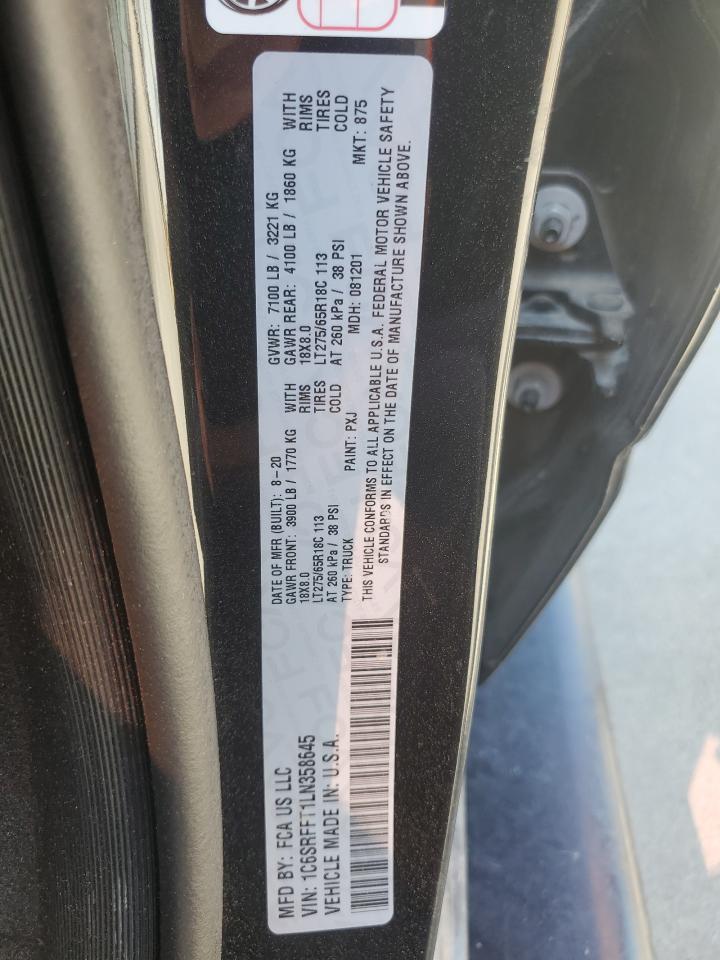 MFD BY: FCA US LLC
VIN: 1C6SRFFT1LN358645
VEHICLE MADE IN: U.S.A.
DATE OF MFR (BUILT): 8-20 GVWR: 7100 LB / 3221 KG
GAWR FRONT: 3900 LB / 1770 KG WITH GAWR REAR: 4100 LB / 1860 KG WITH
18X8.0 RIMS 18X8.0 RIMS
LT275/65R18C 113 TIRES LT275/65R18C 113 TIRES
AT 260 kPa / 38 PSI COLD AT 260 kPa / 38 PSI COLD
TYPE: TRUCK PAINT: PXJ MDH: 081201 MKT: 875
THIS VEHICLE CONFORMS TO ALL APPLICABLE U.S.A. FEDERAL MOTOR VEHICLE SAFETY
STANDARDS IN EFFECT ON THE DATE OF MANUFACTURE SHOWN ABOVE.